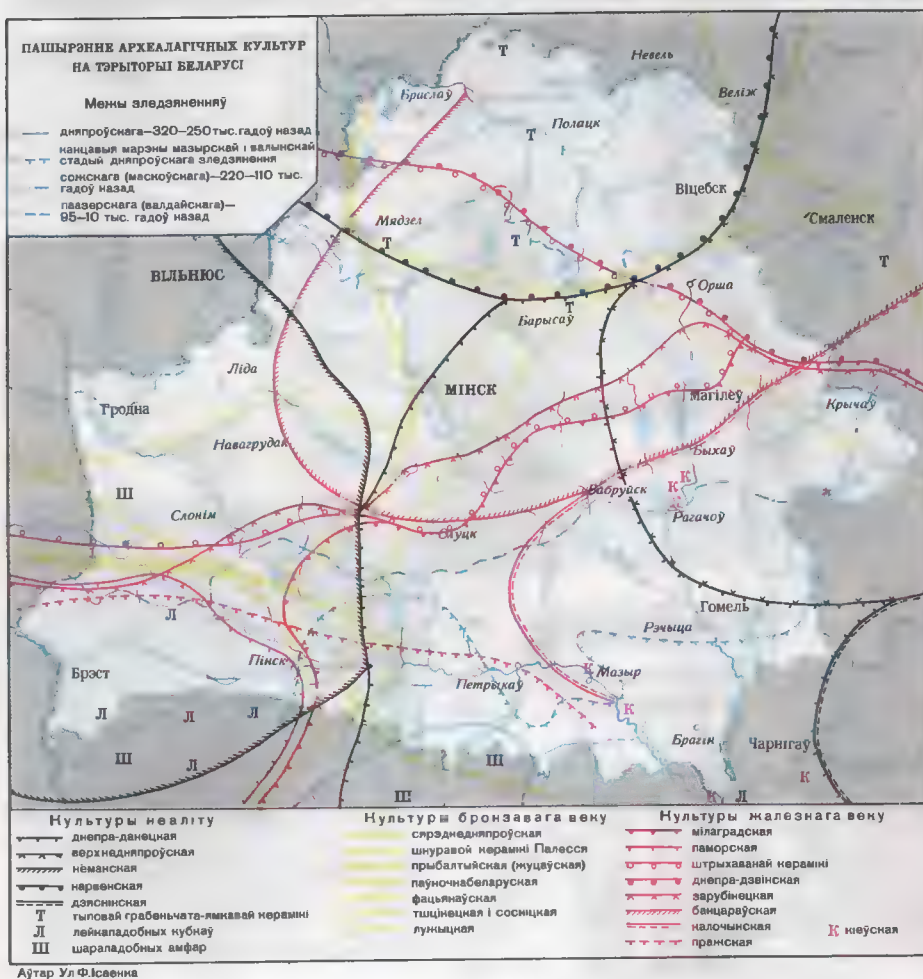 ПАШЫРЭННЕ АРХЕАЛАГІЧНЫХ КУЛЬТУР
НА ТЭРЫТОРЫІ БЕЛАРУСІ
Межы зледзяненняў
дняпроўскага—320—250 тыс. гадоў назад
канцавыя марэны мазырскай і валынскай
стадый дняпроўскага зледзянення
сожскага (маскоўскага)—220—110 тыс.
гадоў назад
паазерскага (валдайскага)—
95—10 тыс. гадоў назад
Т
Невель
Браслаў
Веліж
Полацк
Т
Віцебск
Смаленск
Мядзел
Т
Т
Т
ВІЛЬНЮС
Орша
Т
Барысаў
Ліда
МІНСК
Гродна
Магілеў
Крычаў
Навагрудак
Быхаў
К
К
Ш
Бабруйск
Слонім
Рагачоў
Слуцк
Гомель
Л
Рэчыца
Пінск
Брэст
К
Мазыр
Петрыкаў
К
Л
Л
Л
Брагін
Чарнігаў
Ш
Л
Ш
К
Ш
К
Л
Культуры неаліту
днепра-данецкая
верхнедняпроўская
нёманская
нарвенская
дзяснінская
Т тыповай грабеньчата-ямкавай керамікі
Л лейкападобных кубкаў
Ш шарападобных амфар
Культуры бронзавага веку
сярэднедняпроўская
шнуравой керамікі Палесся
прыбалтыйская (жуцаўская)
паўночнабеларуская
фацьянаўская
тшцінецкая і сосніцкая
лужыцкая
Культуры жалезнага веку
мілаградская
паморская
штрыхаванай керамікі
днепра-дзвінская
зарубінецкая
банцараўская
калочынская
К кіеўская
пражская
Аўтар Ул.Ф.Ісаенка